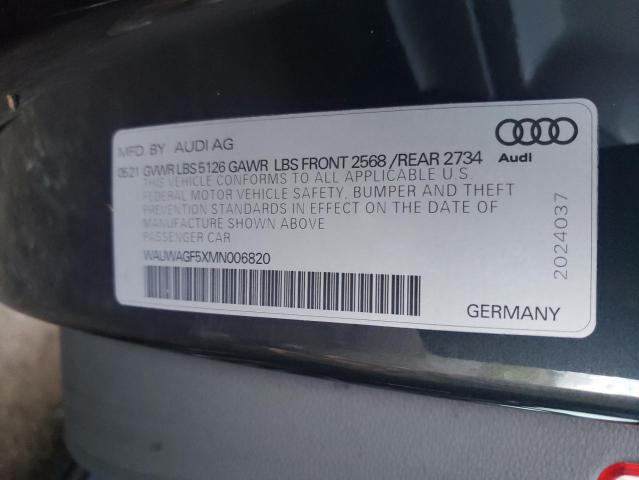 MFD. BY AUDI AG
05.21 GVWR LBS 5126 GAWR LBS FRONT 2568 /REAR 2734
THIS VEHICLE CONFORMS TO ALL APPLICABLE U.S.
FEDERAL MOTOR VEHICLE SAFETY, BUMPER AND THEFT
PREVENTION STANDARDS IN EFFECT ON THE DATE OF
MANUFACTURE SHOWN ABOVE
PASSENGER CAR
WAUWAGF5XMN006820
Audi
2024037
GERMANY